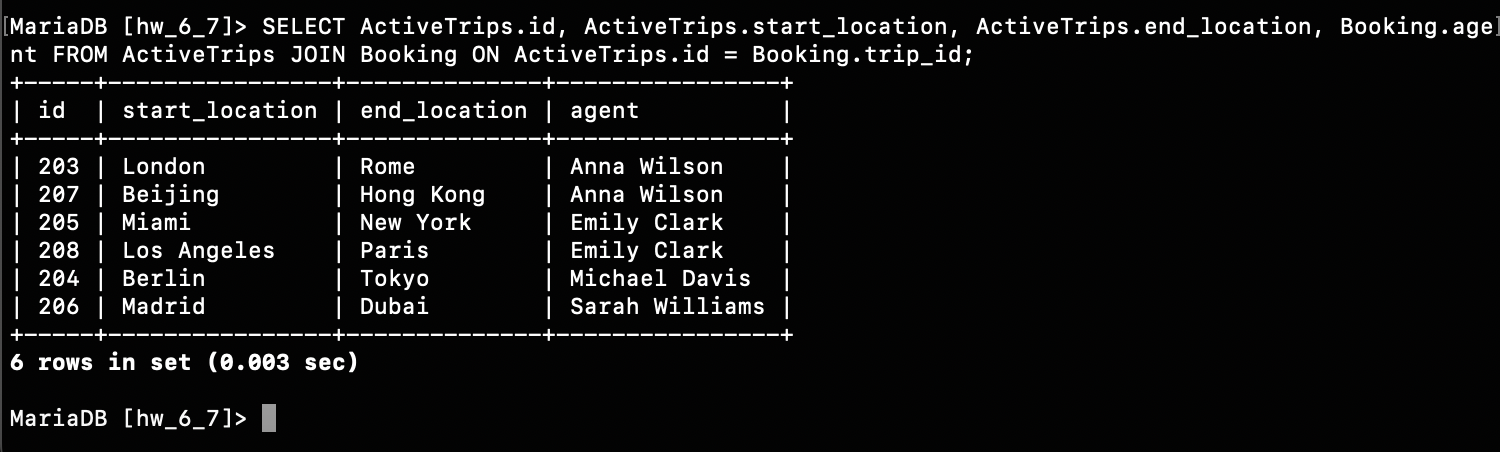 [MariaDB [hw_6_7]> SELECT ActiveTrips.id, ActiveTrips.start_location, ActiveTrips.end_location, Booking.age]
nt FROM ActiveTrips JOIN Booking ON ActiveTrips.id = Booking.trip_id;
+-----+----------------+--------------+----------------+
| id  | start_location | end_location | agent          |
+-----+----------------+--------------+----------------+
| 203 | London         | Rome         | Anna Wilson    |
| 207 | Beijing        | Hong Kong    | Anna Wilson    |
| 205 | Miami          | New York     | Emily Clark    |
| 208 | Los Angeles    | Paris        | Emily Clark    |
| 204 | Berlin         | Tokyo        | Michael Davis  |
| 206 | Madrid         | Dubai        | Sarah Williams |
+-----+----------------+--------------+----------------+
6 rows in set (0.003 sec)
MariaDB [hw_6_7]>